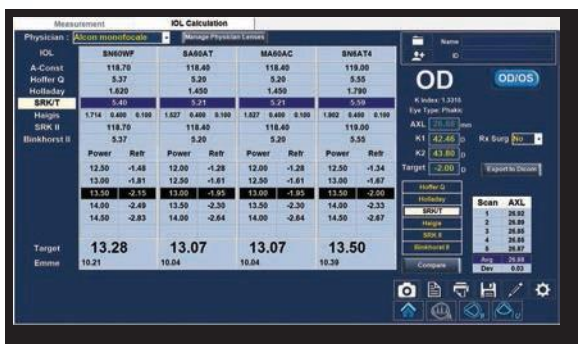 Measurement
IOL Calculation
Physician : Alcon monofocale
Manage Physician Lenses
Name
ID
IOL SN60WF SA60AT MA60AC SN6AT4
A-Const 118.70 118.40 118.40 119.00
Hoffer Q 5.37 5.20 5.20 5.55
Holladay 1.620 1.450 1.450 1.790
SRK/T 5.40 5.21 5.21 5.59
Haigis 1.714 0.400 0.100 1.527 0.400 0.100 1.527 0.400 0.100 1.902 0.400 0.100
SRK II 118.70 118.40 118.40 119.00
Binkhorst II 5.37 5.20 5.20 5.55
Power Refr Power Refr Power Refr Power Refr
12.50 -1.48 12.00 -1.28 12.00 -1.28 12.50 -1.34
13.00 -1.81 12.50 -1.61 12.50 -1.61 13.00 -1.67
13.50 -2.15 13.00 -1.95 13.00 -1.95 13.50 -2.00
14.00 -2.49 13.50 -2.30 13.50 -2.30 14.00 -2.33
14.50 -2.83 14.00 -2.64 14.00 -2.64 14.50 -2.67
Target 13.28 13.07 13.07 13.50
Emme 10.21 10.04 10.04 10.39
OD
OD/OS
K Index: 1.3315
Eye Type: Phakic
AXL 26.88 mm
K1 42.46 D
Rx Surg No
K2 43.80 D
Target -2.00 D
Export to Dicom
Hoffer Q
Holladay
SRK/T
Haigis
SRK II
Binkhorst II
Compare
Scan AXL
1 26.92
2 26.89
3 26.85
4 26.86
5 26.87
Avg 26.88
Dev 0.03